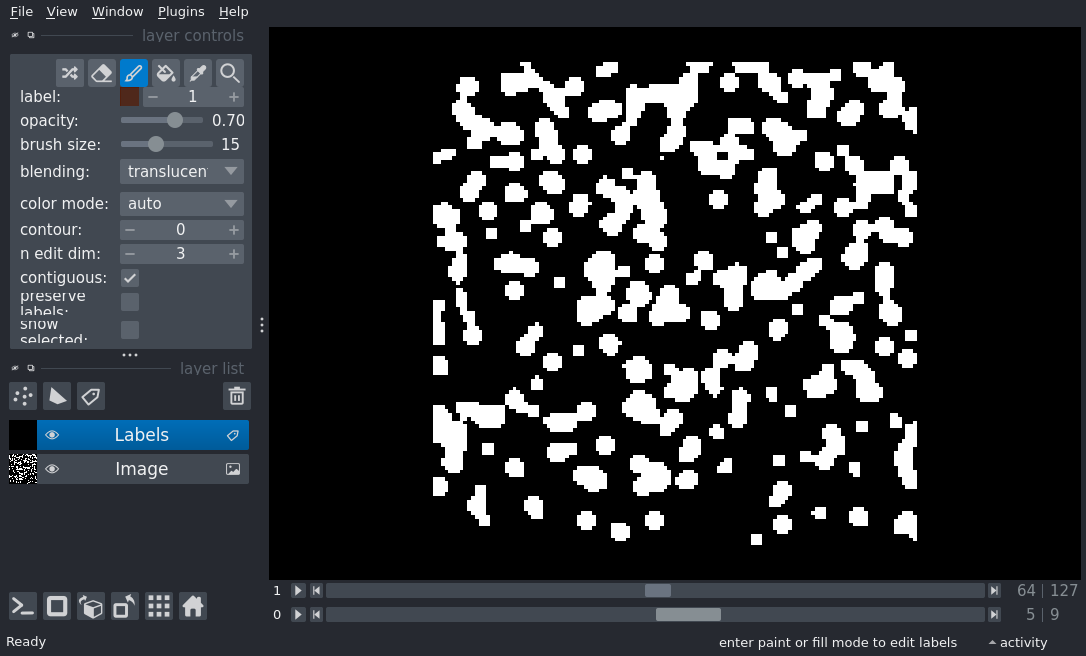 File View Window Plugins Help
layer controls
label: 1
opacity: 0.70
brush size: 15
blending: translucen
color mode: auto
contour: 0
n edit dim: 3
contiguous:
preserve
labels:
show
selected:
layer list
Labels
Image
1 64 127
0 5 9
Ready enter paint or fill mode to edit labels activity